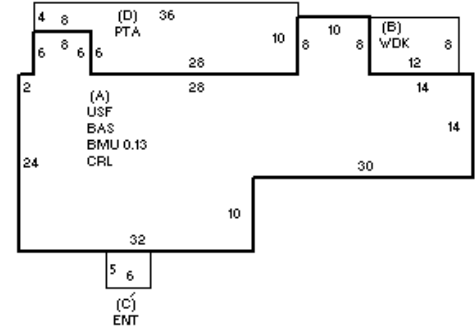 4 8 (D) 36
PTA
10
10
(B)
WDK
8
6 8 6 6
8 8
28
12
2
28
14
(A)
USF
BAS
BMU 0.13
CRL
14
24
30
10
32
5 6
(C)
ENT